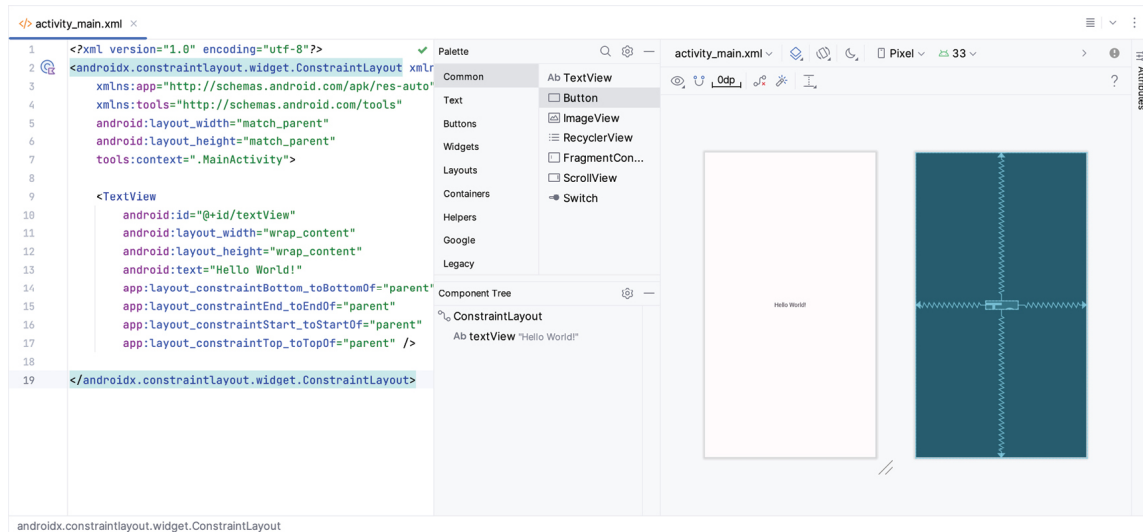 activity_main.xml
1 <?xml version="1.0" encoding="utf-8"?>
2 <androidx.constraintlayout.widget.ConstraintLayout xmln
3 xmlns:app="http://schemas.android.com/apk/res-auto"
4 xmlns:tools="http://schemas.android.com/tools"
5 android:layout_width="match_parent"
6 android:layout_height="match_parent"
7 tools:context=".MainActivity">
8
9 <TextView
10 android:id="@+id/textView"
11 android:layout_width="wrap_content"
12 android:layout_height="wrap_content"
13 android:text="Hello World!"
14 app:layout_constraintBottom_toBottomOf="parent"
15 app:layout_constraintEnd_toEndOf="parent"
16 app:layout_constraintStart_toStartOf="parent"
17 app:layout_constraintTop_toTopOf="parent" />
18
19 </androidx.constraintlayout.widget.ConstraintLayout>
Palette
Common
Text
Buttons
Widgets
Layouts
Containers
Helpers
Google
Legacy
Ab TextView
Button
ImageView
RecyclerView
FragmentCon...
ScrollView
Switch
Component Tree
ConstraintLayout
Ab textView "Hello World!"
activity_main.xml Pixel 33
0dp ?
Hello World!
Attributes
androidx.constraintlayout.widget.ConstraintLayout